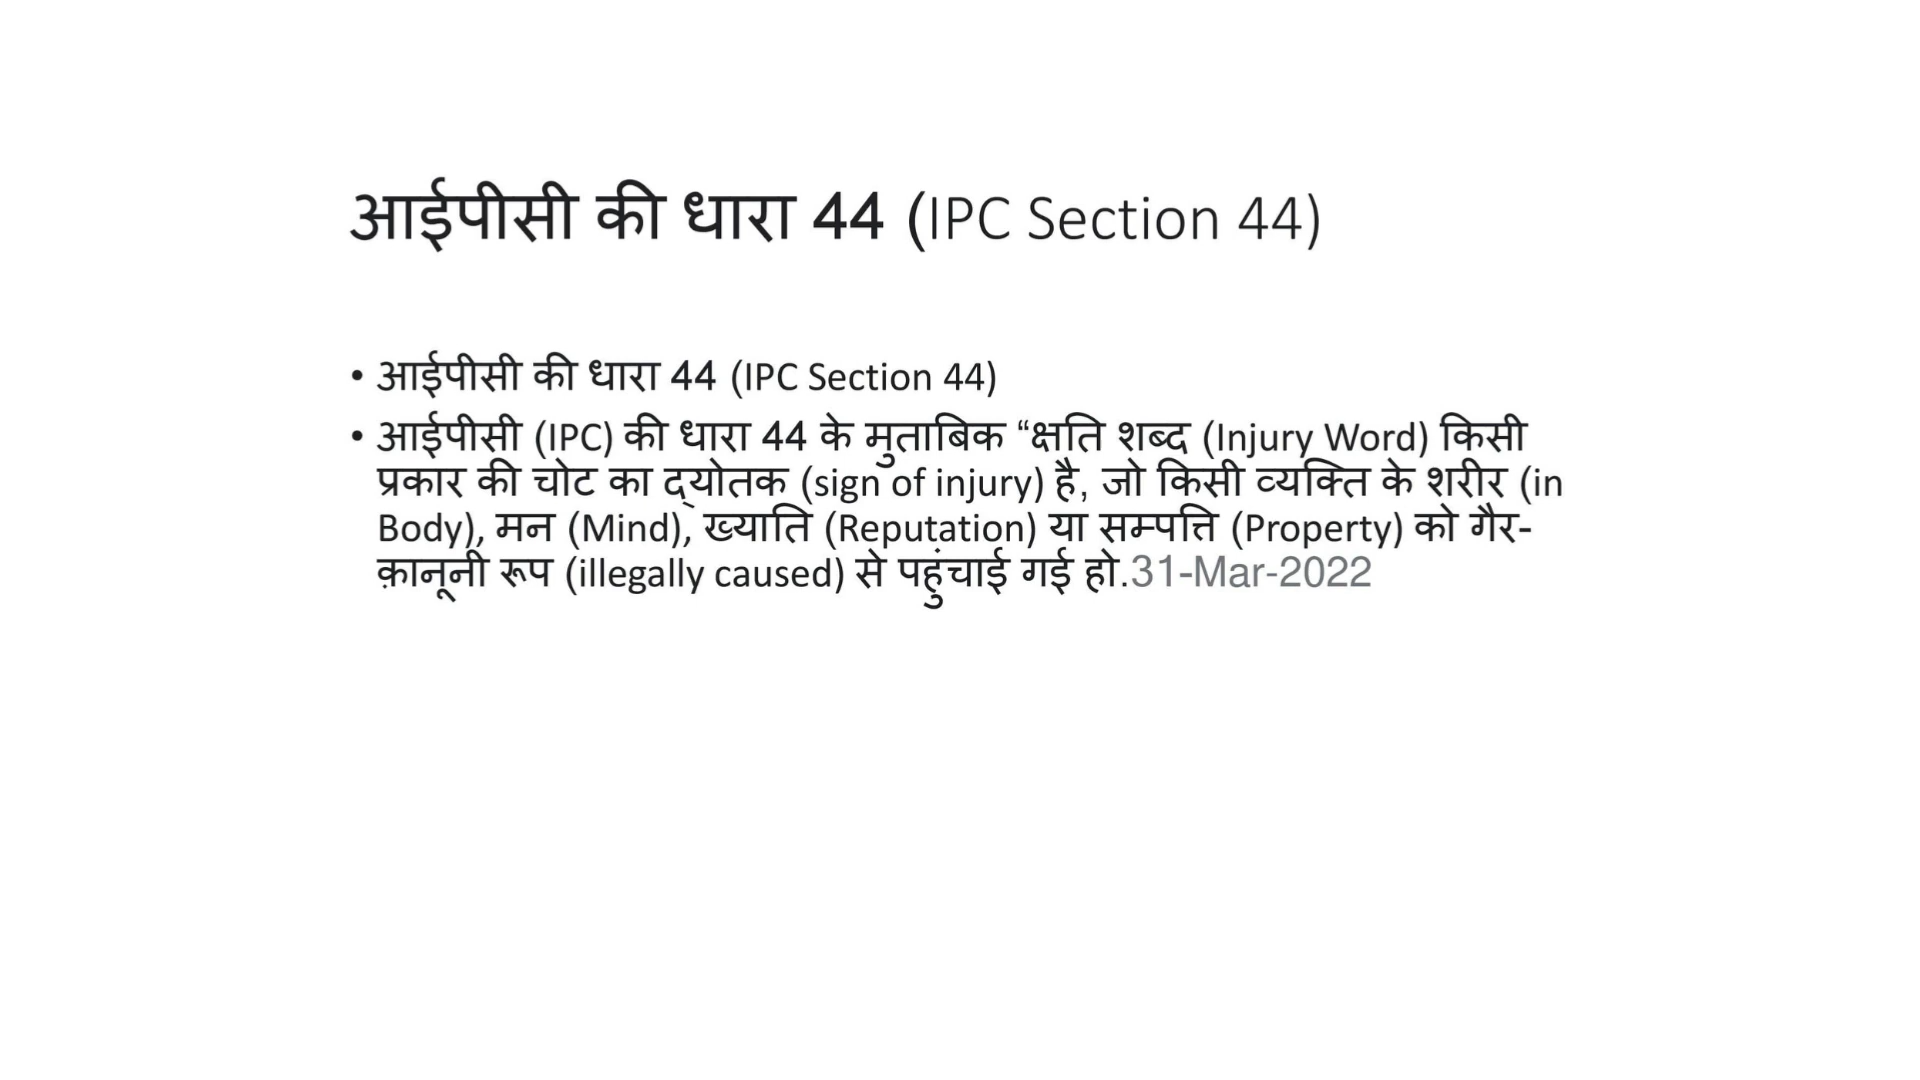 आईपीसी की धारा 44 (IPC Section 44)
• आईपीसी की धारा 44 (IPC Section 44)
• आईपीसी (IPC) की धारा 44 के मुताबिक “क्षति शब्द (Injury Word) किसी
प्रकार की चोट का द्योतक (sign of injury) है, जो किसी व्यक्ति के शरीर (in
Body), मन (Mind), ख्याति (Reputation) या सम्पत्ति (Property) को गैर-
क़ानूनी रूप (illegally caused) से पहुंचाई गई हो.31-Mar-2022